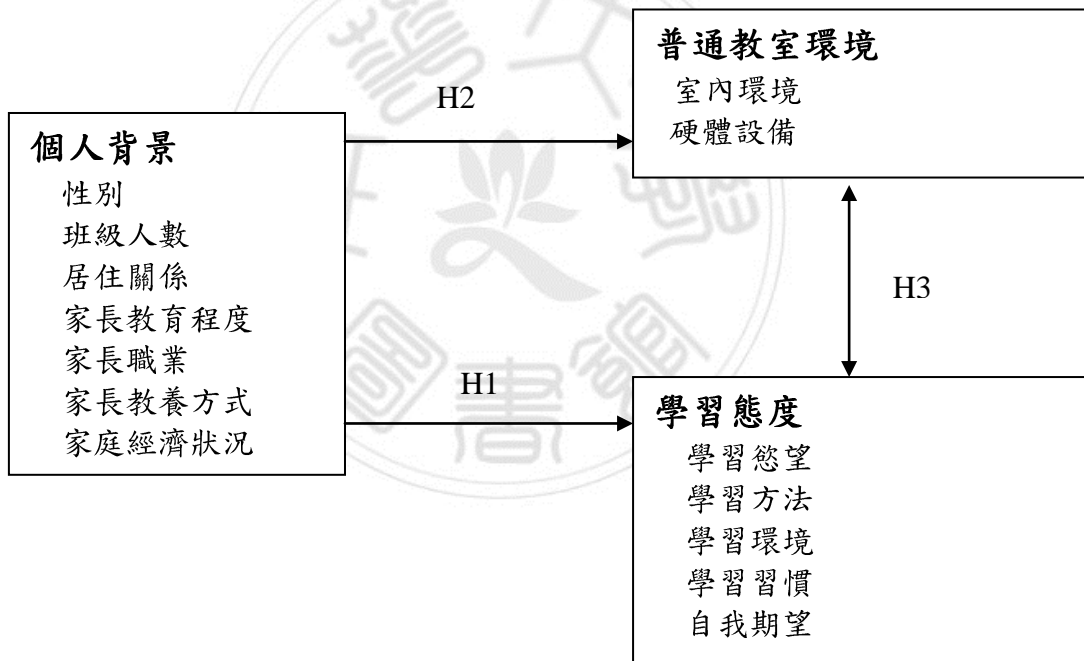 普通教室環境
室內環境
硬體設備
H2
個人背景
性別
班級人數
居住關係
家長教育程度
家長職業
家長教養方式
家庭經濟狀況
H3
H1
學習態度
學習慾望
學習方法
學習環境
學習習慣
自我期望